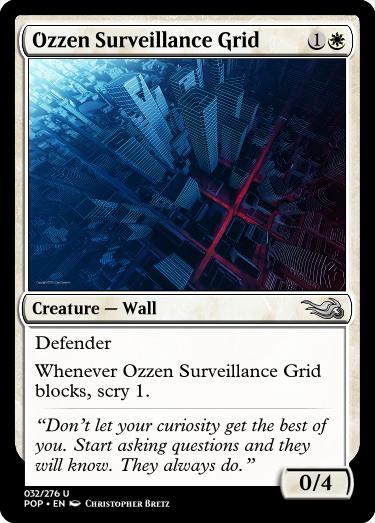 Ozzen Surveillance Grid 1
Creature — Wall
Defender
Whenever Ozzen Surveillance Grid
blocks, scry 1.
“Don’t let your curiosity get the best of
you. Start asking questions and they
will know. They always do.”
0/4
032/276 U
POP • EN Christopher Bretz